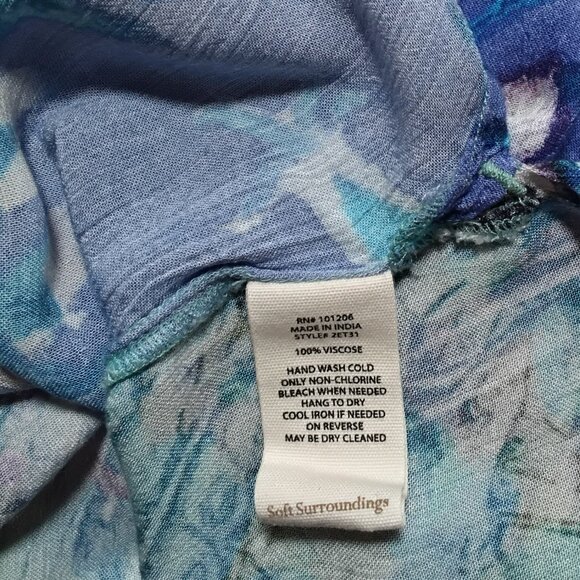 RN# 101206
MADE IN INDIA
STYLE# 2ET31
100% VISCOSE
HAND WASH COLD
ONLY NON-CHLORINE
BLEACH WHEN NEEDED
HANG TO DRY
COOL IRON IF NEEDED
ON REVERSE
MAY BE DRY CLEANED
Soft Surroundings